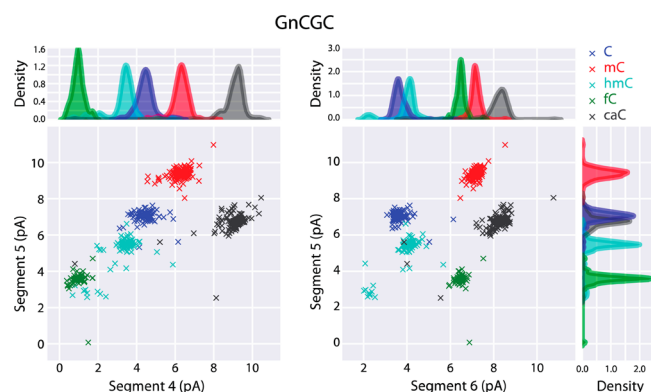 GnCGC
Density
1.6
1.2
0.8
0.4
0.0
Density
3.0
2.0
1.0
0.0
C
mC
hmC
fC
caC
Segment 5 (pA)
10
8
6
4
2
0
0 2 4 6 8 10
Segment 4 (pA)
Segment 5 (pA)
10
8
6
4
2
0
2 4 6 8 10
Segment 6 (pA)
0.0 1.0 2.0
Density